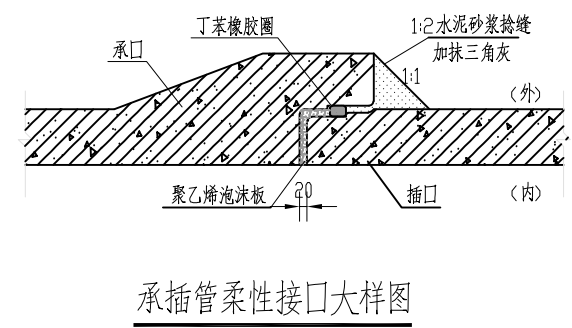 丁苯橡胶圈
1:2水泥砂浆捻缝
加抹三角灰
承口
1:1
(外)
聚乙烯泡沫板
20
插口
(内)
承插管柔性接口大样图